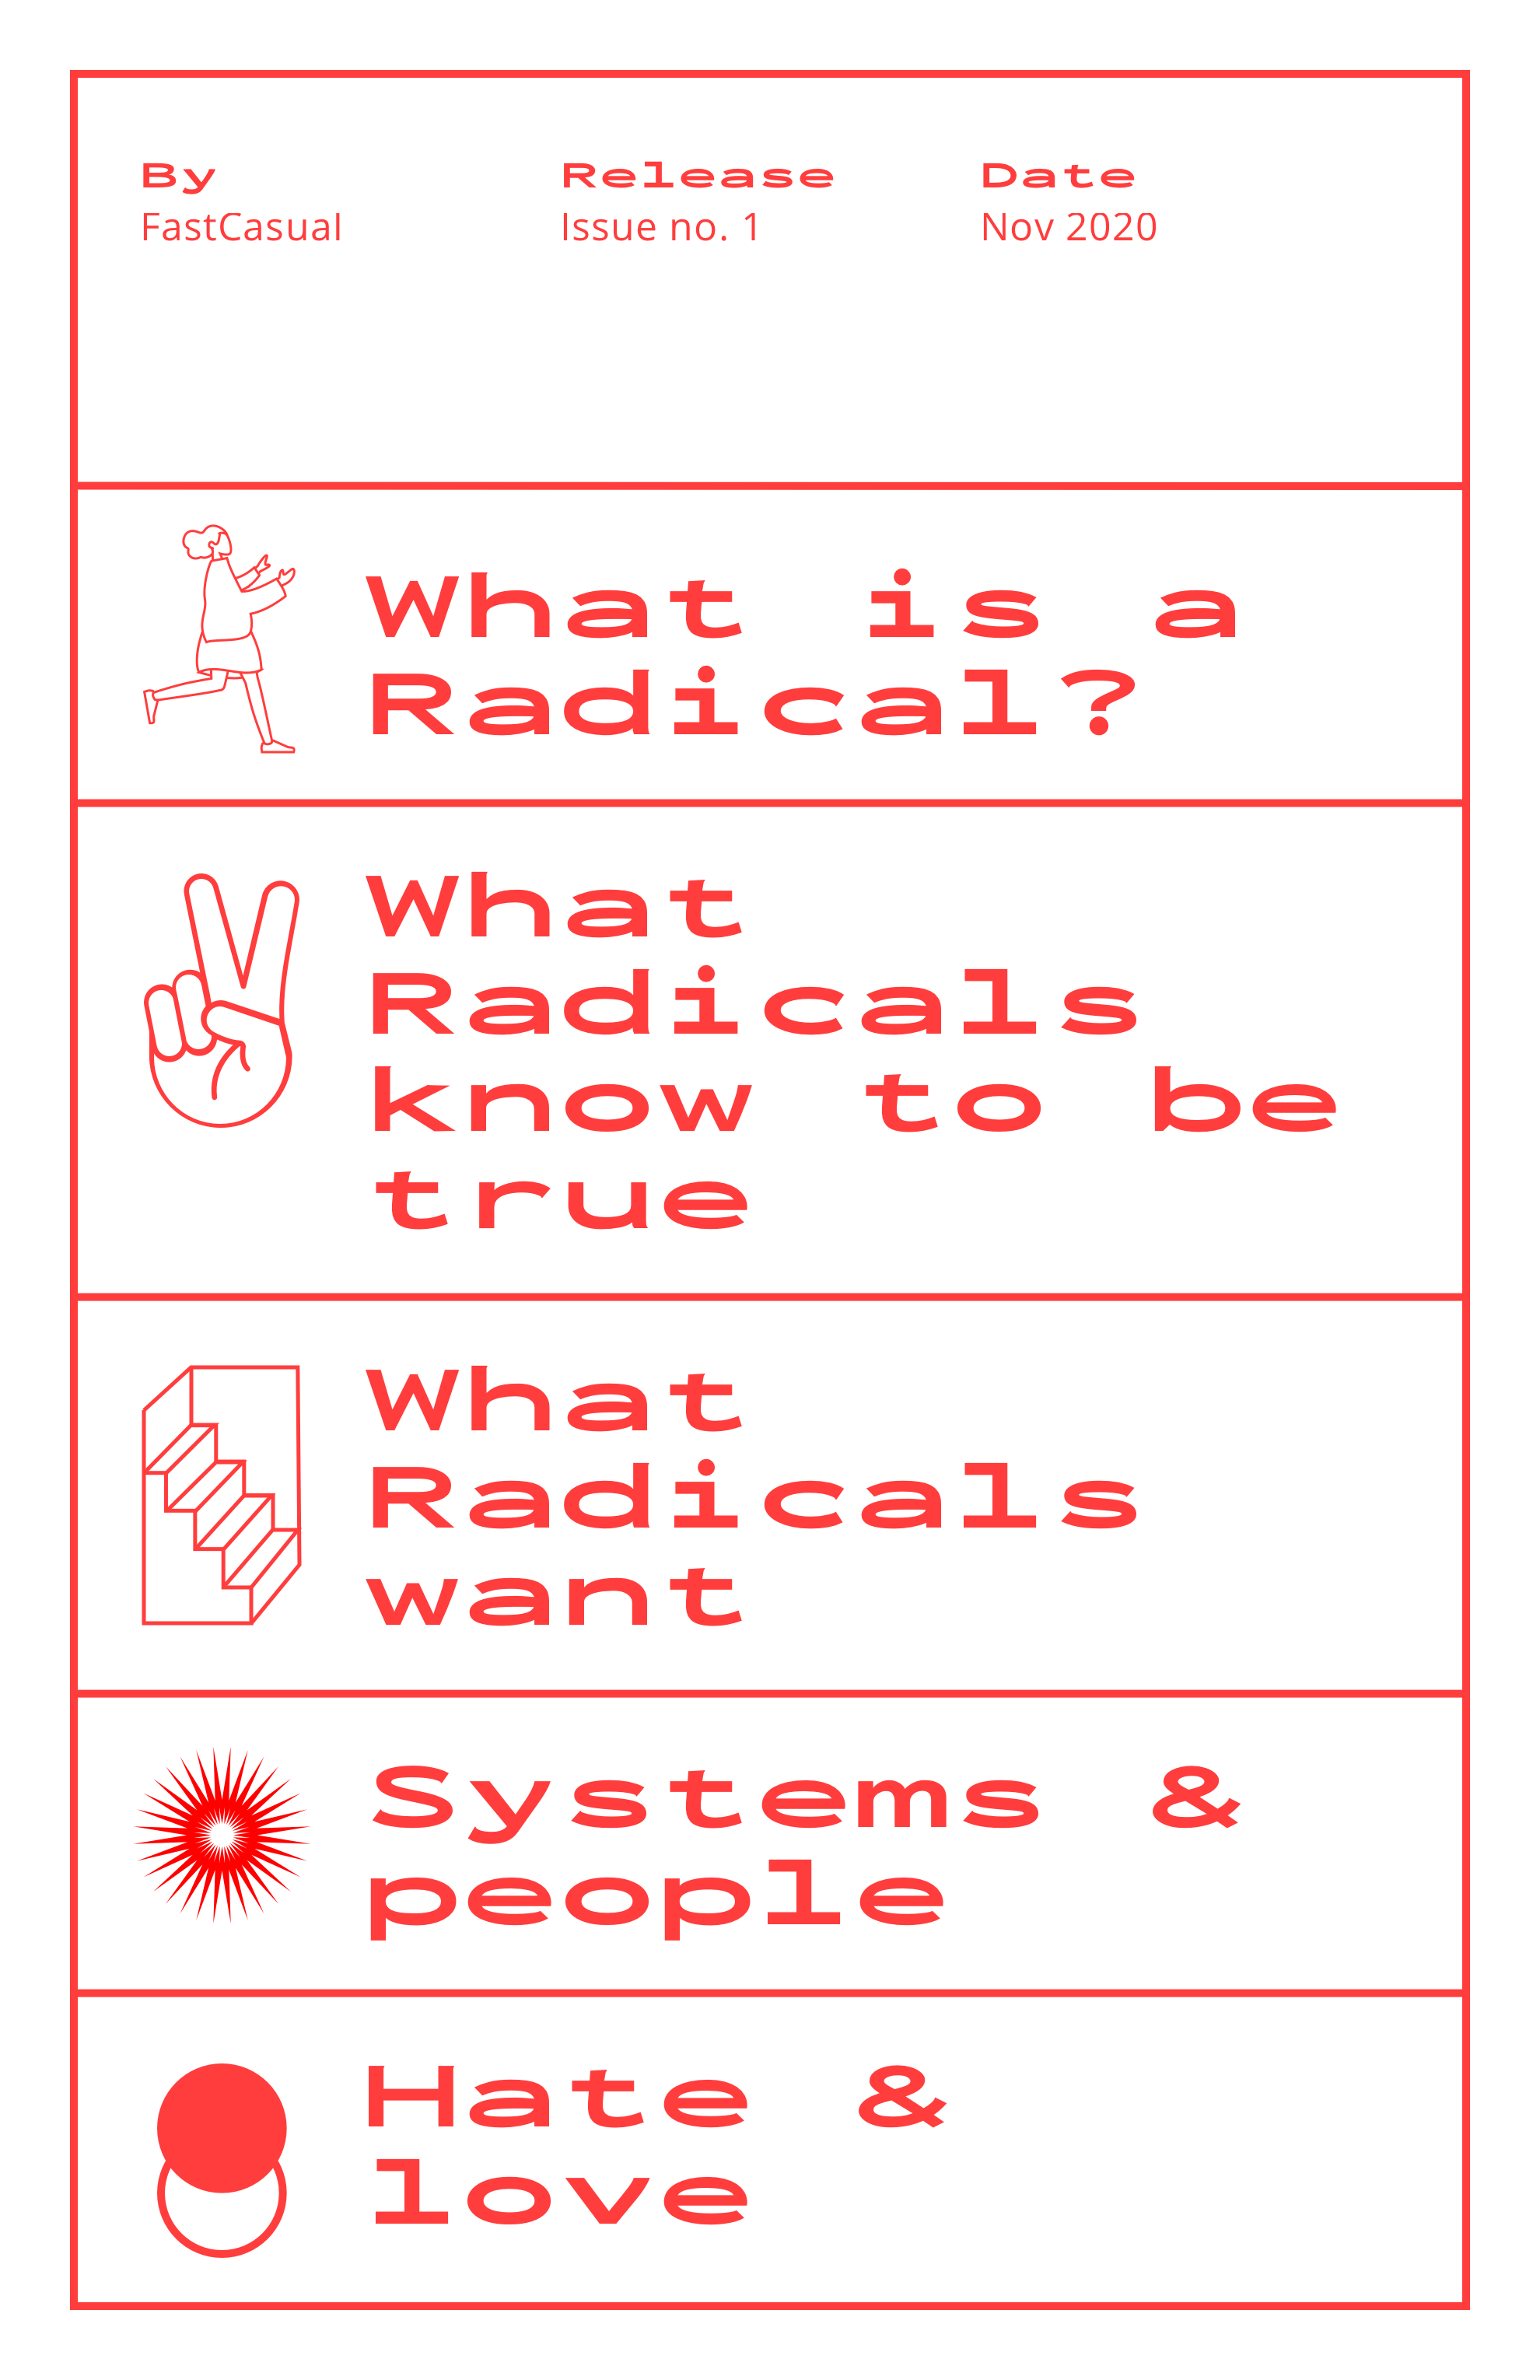 By
FastCasual
Release
Issue no. 1
Date
Nov 2020
What is a
Radical?
What
Radicals
know to be
true
What
Radicals
want
Systems &
people
Hate &
love